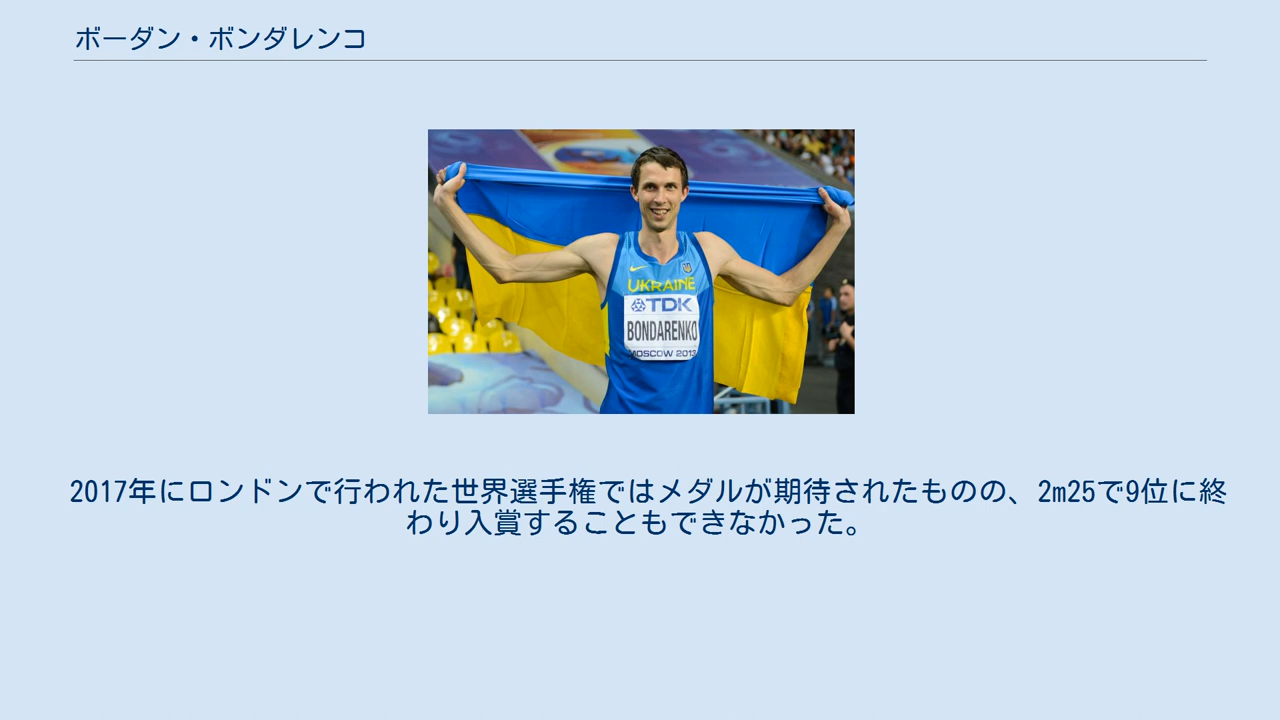 ボーダン・ボンダレンコ
UKRAINE
TDK
BONDARENKO
MOSCOW 2013
2017年にロンドンで行われた世界選手権ではメダルが期待されたものの、2m25で9位に終
わり入賞することもできなかった。